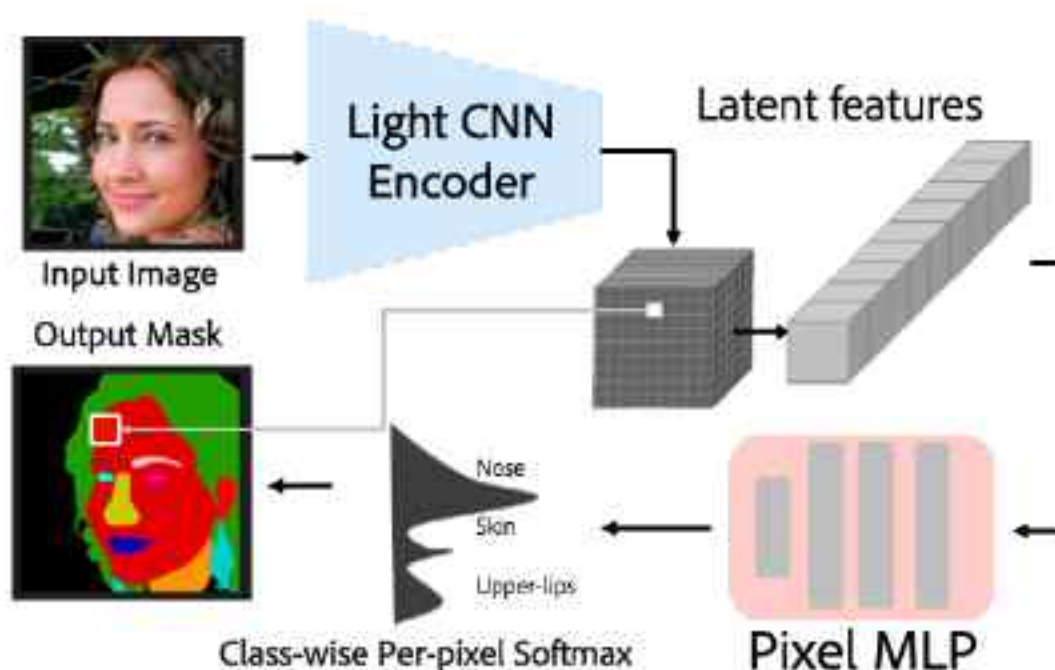 Light CNN
Encoder
Latent features
Input Image
Output Mask
Nose
Skin
Upper-lips
Class-wise Per-pixel Softmax
Pixel MLP